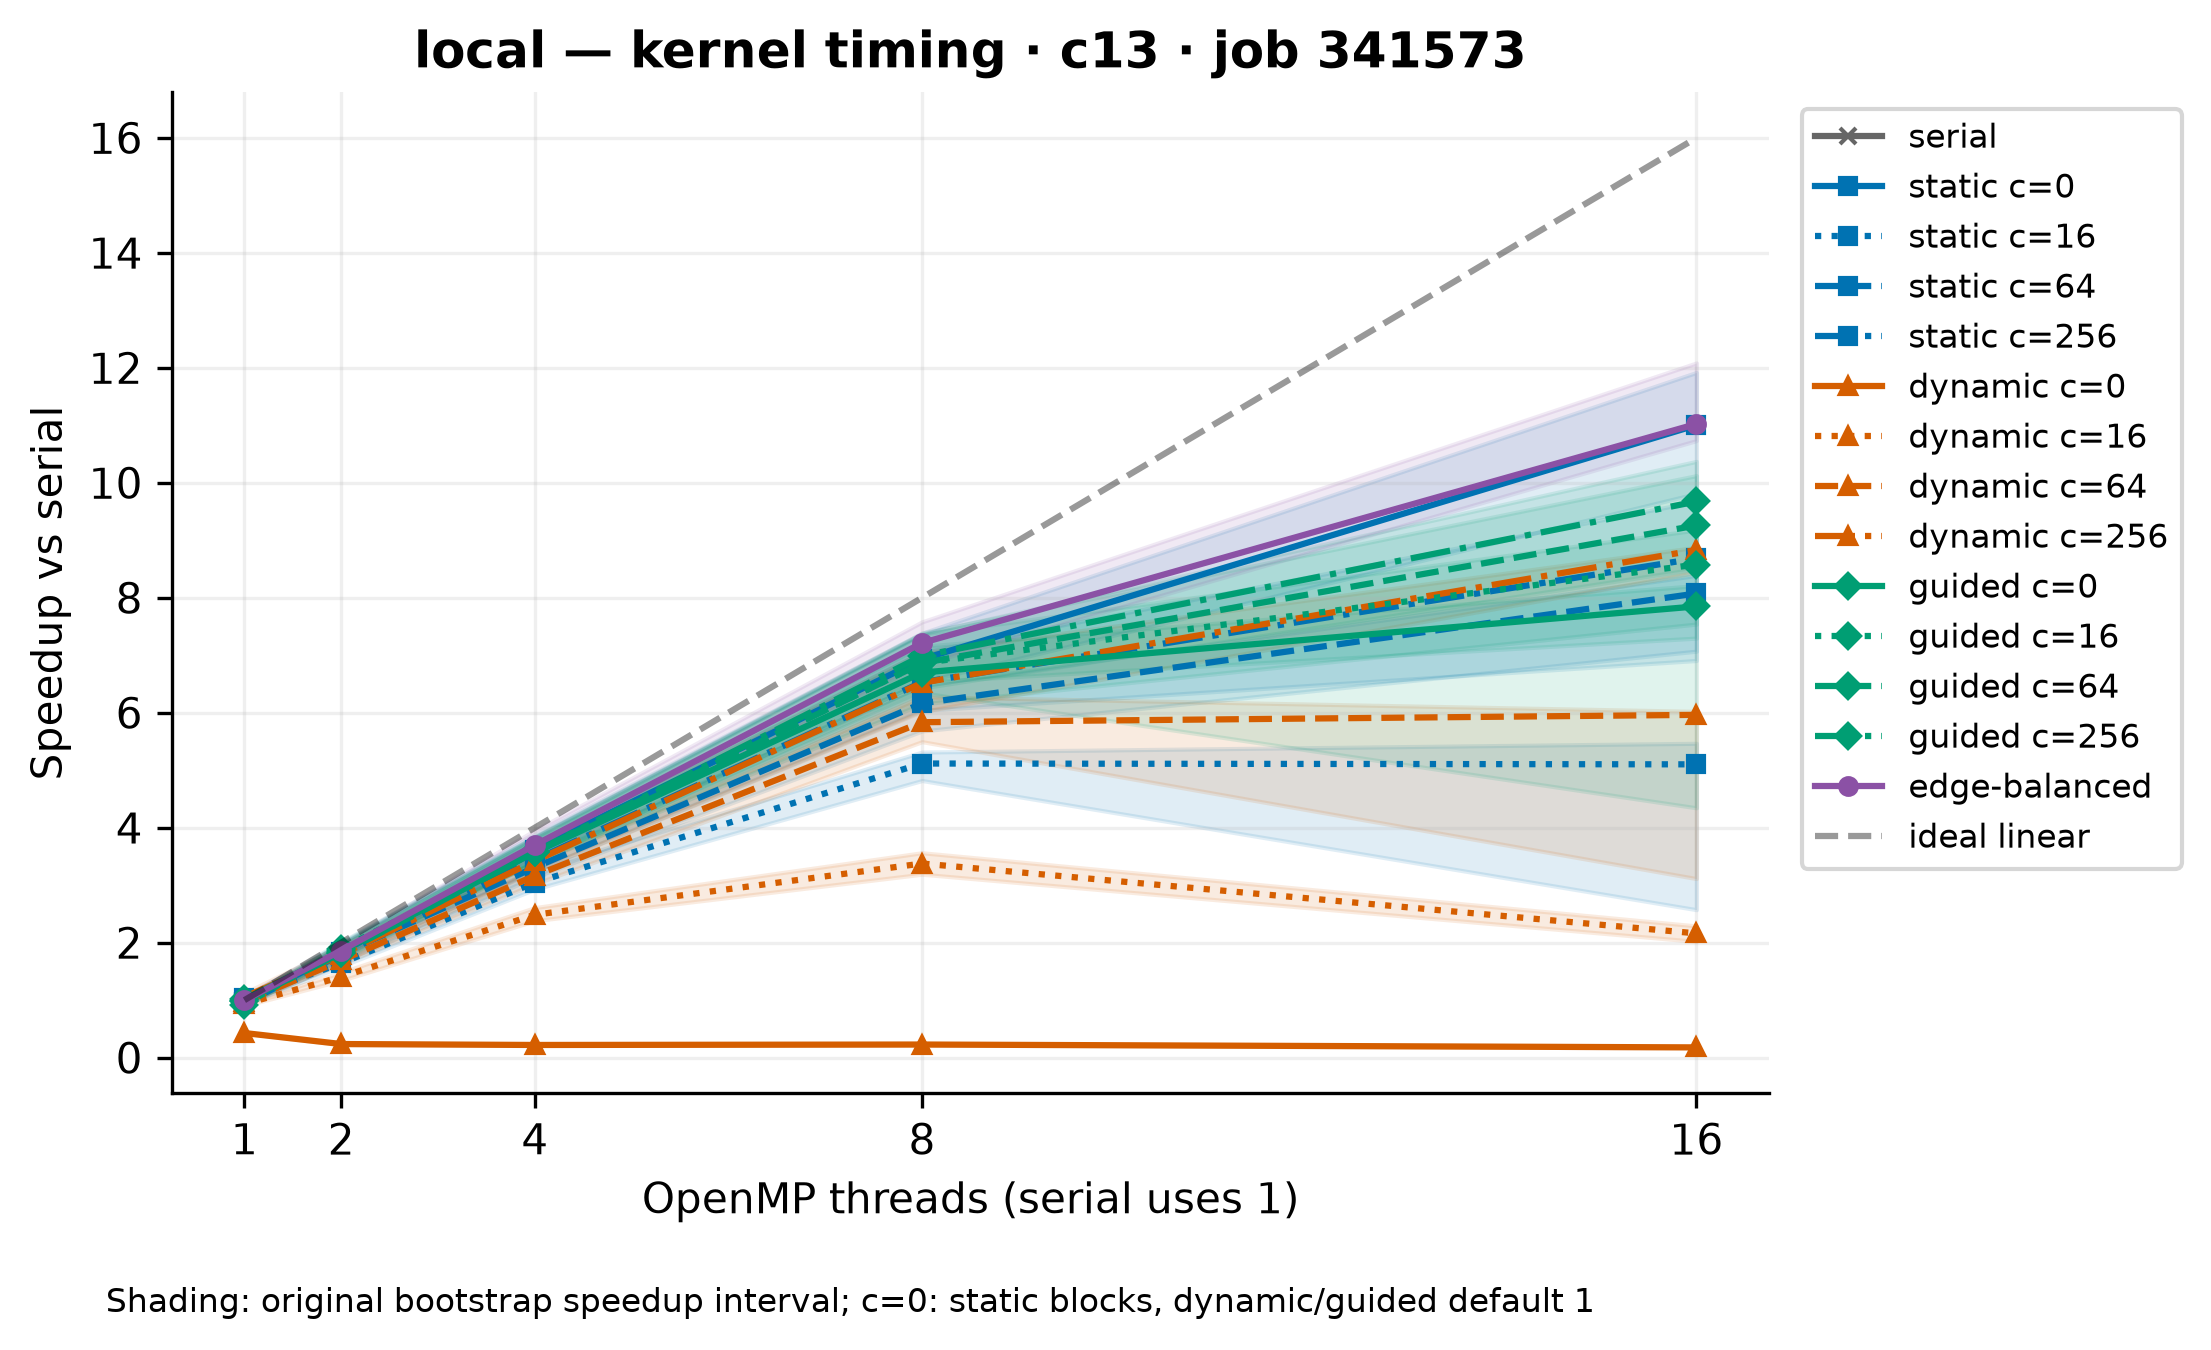 local — kernel timing · c13 · job 341573
Speedup vs serial
16
14
12
10
8
6
4
2
0
1 2 4 8 16
OpenMP threads (serial uses 1)
serial
static c=0
static c=16
static c=64
static c=256
dynamic c=0
dynamic c=16
dynamic c=64
dynamic c=256
guided c=0
guided c=16
guided c=64
guided c=256
edge-balanced
ideal linear
Shading: original bootstrap speedup interval; c=0: static blocks, dynamic/guided default 1